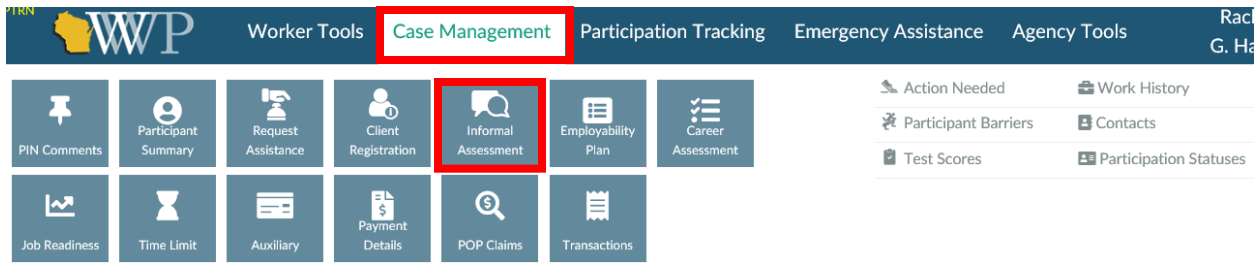 PTRN
WWP
Worker Tools
Case Management
Participation Tracking
Emergency Assistance
Agency Tools
Rach
G. Ha
PIN Comments
Participant
Summary
Request
Assistance
Client
Registration
Informal
Assessment
Employability
Plan
Career
Assessment
Job Readiness
Time Limit
Auxiliary
Payment
Details
POP Claims
Transactions
Action Needed
Work History
Participant Barriers
Contacts
Test Scores
Participation Statuses